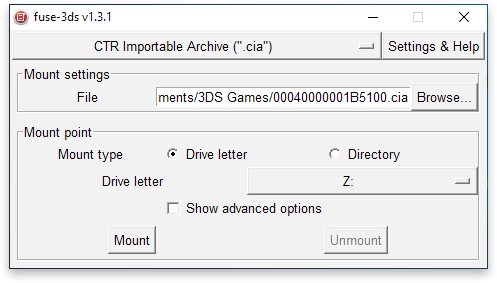 fuse-3ds v1.3.1
CTR Importable Archive (".cia")
Settings & Help
Mount settings
File
ments/3DS Games/00040000001B5100.cia
Browse...
Mount point
Mount type
Drive letter
Directory
Drive letter
Z:
Show advanced options
Mount
Unmount